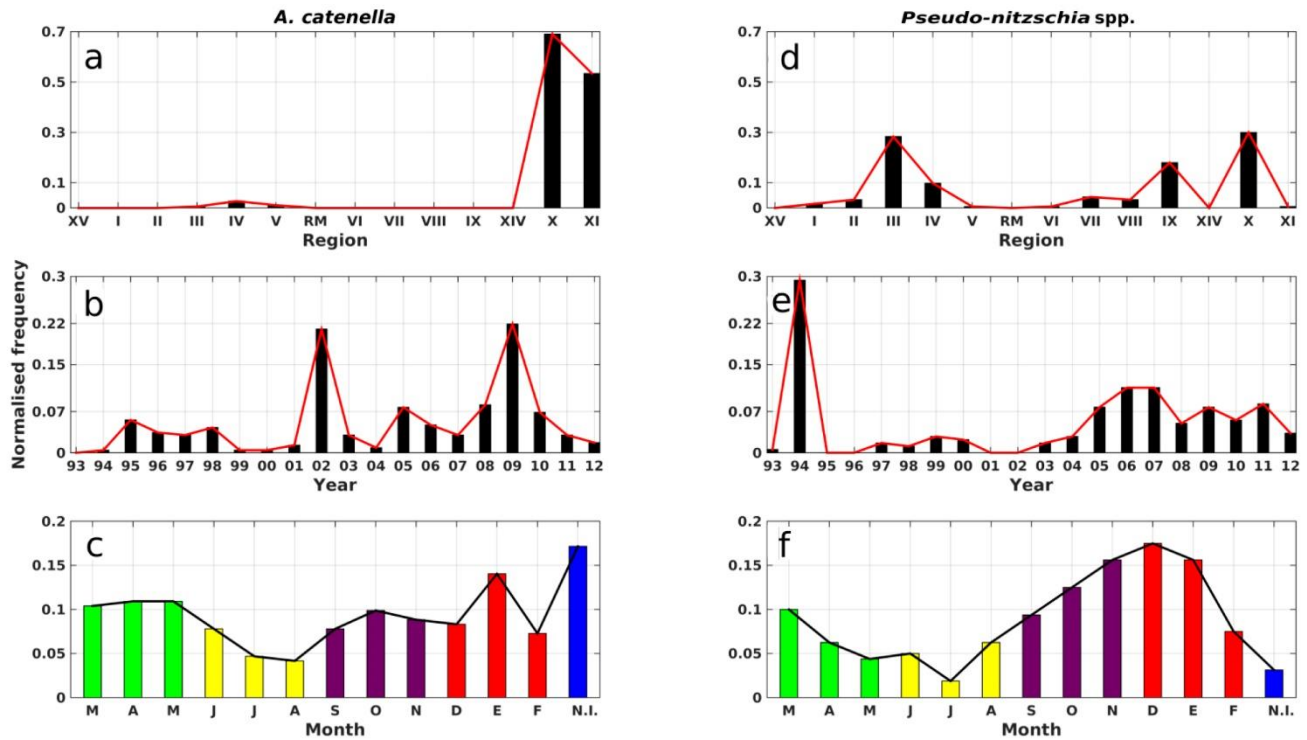 A. catenella
a
0.7
0.5
0.3
0.1
0
XV I II III IV V RM VI VII VIII IX XIV X XI
Region
Pseudo-nitzschia spp.
d
0.7
0.5
0.3
0.1
0
XV I II III IV V RM VI VII VIII IX XIV X XI
Region
Normalised frequency
b
0.3
0.22
0.15
0.07
0
93 94 95 96 97 98 99 00 01 02 03 04 05 06 07 08 09 10 11 12
Year
e
0.3
0.22
0.15
0.07
0
93 94 95 96 97 98 99 00 01 02 03 04 05 06 07 08 09 10 11 12
Year
c
0.2
0.15
0.1
0.05
0
M A M J J A S O N D E F N.I.
Month
f
0.2
0.15
0.1
0.05
0
M A M J J A S O N D E F N.I.
Month